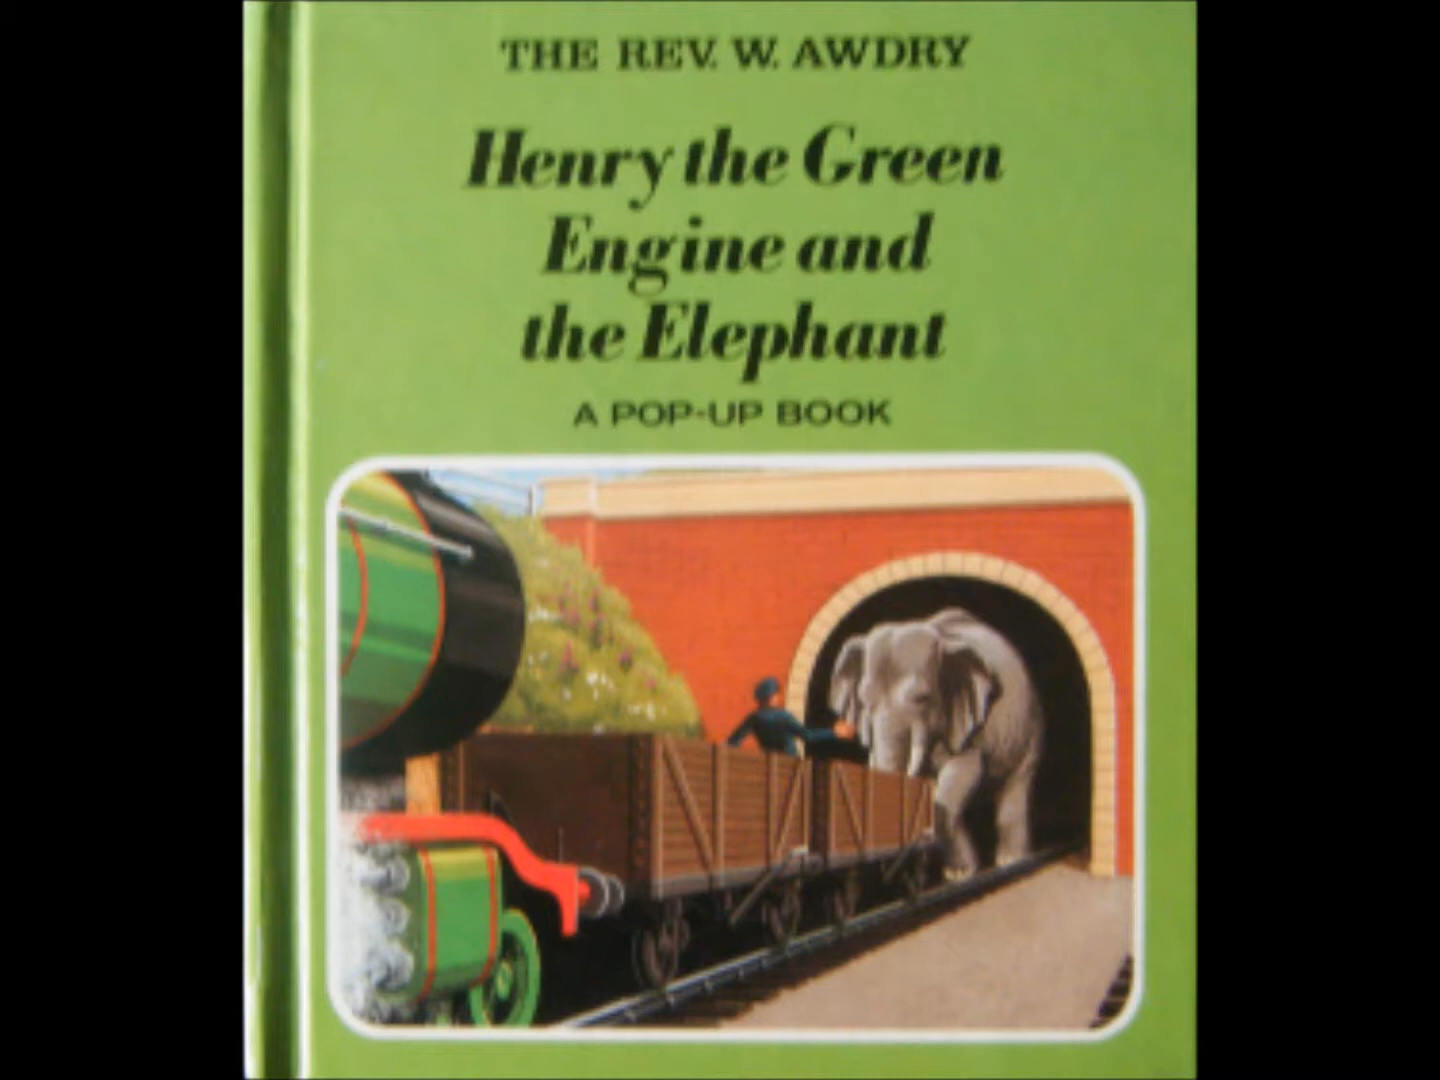 THE REV. W. AWDRY
Henry the Green
Engine and
the Elephant
A POP-UP BOOK